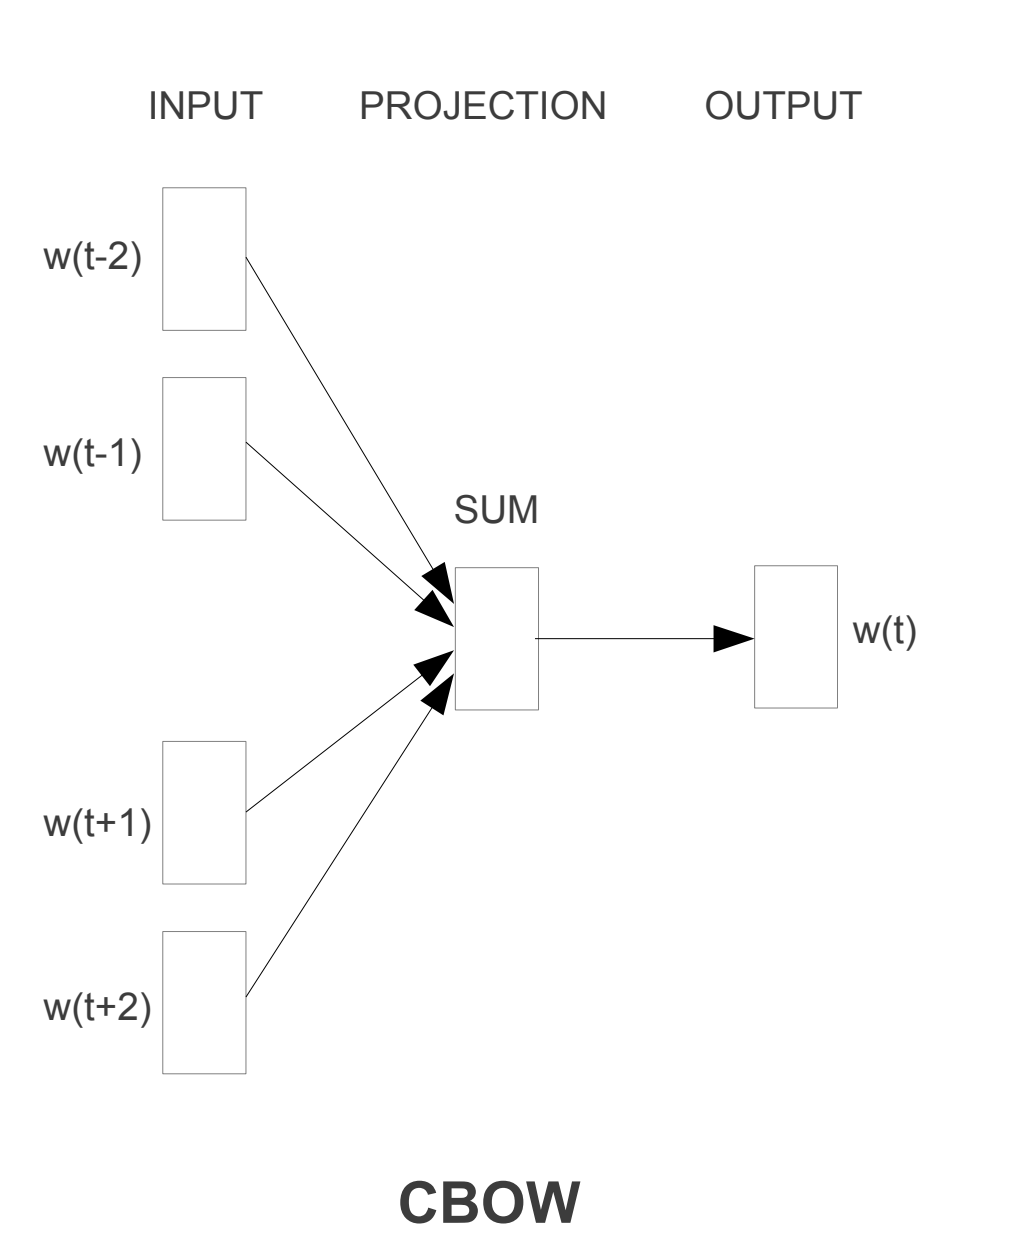 INPUT PROJECTION OUTPUT
w(t-2)
w(t-1)
SUM
w(t)
w(t+1)
w(t+2)
CBOW